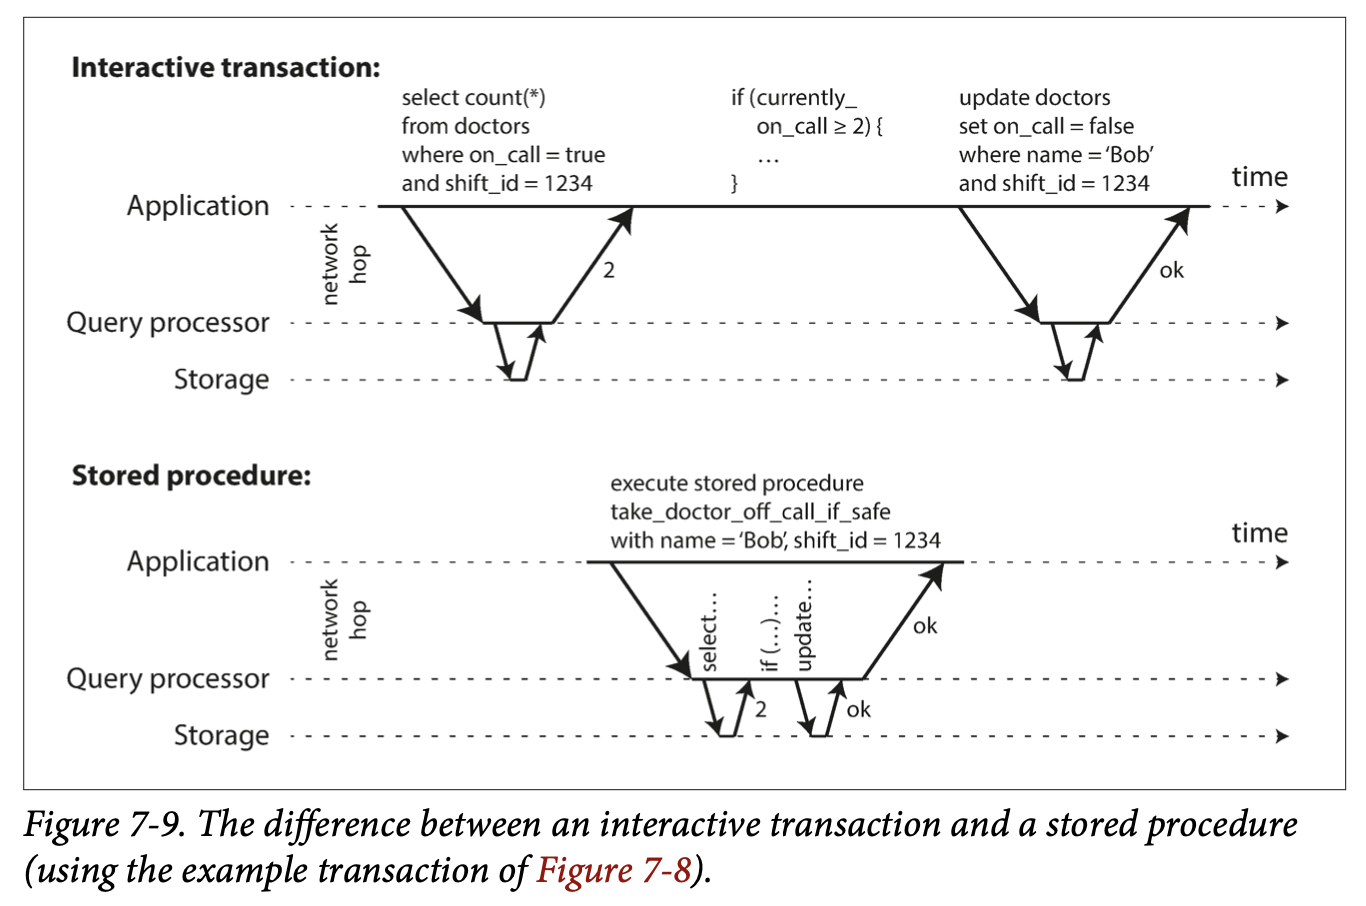 Interactive transaction:
select count(*)
from doctors
where on_call = true
and shift_id = 1234
if (currently_
on_call ≥ 2) {
…
}
update doctors
set on_call = false
where name = ‘Bob’
and shift_id = 1234
time
Application
network
hop
2
ok
Query processor
Storage
Stored procedure:
execute stored procedure
take_doctor_off_call_if_safe
with name = ‘Bob’, shift_id = 1234
time
Application
network
hop
select…
if (…)…
update…
ok
Query processor
2
ok
Storage
Figure 7-9. The difference between an interactive transaction and a stored procedure
(using the example transaction of Figure 7-8).